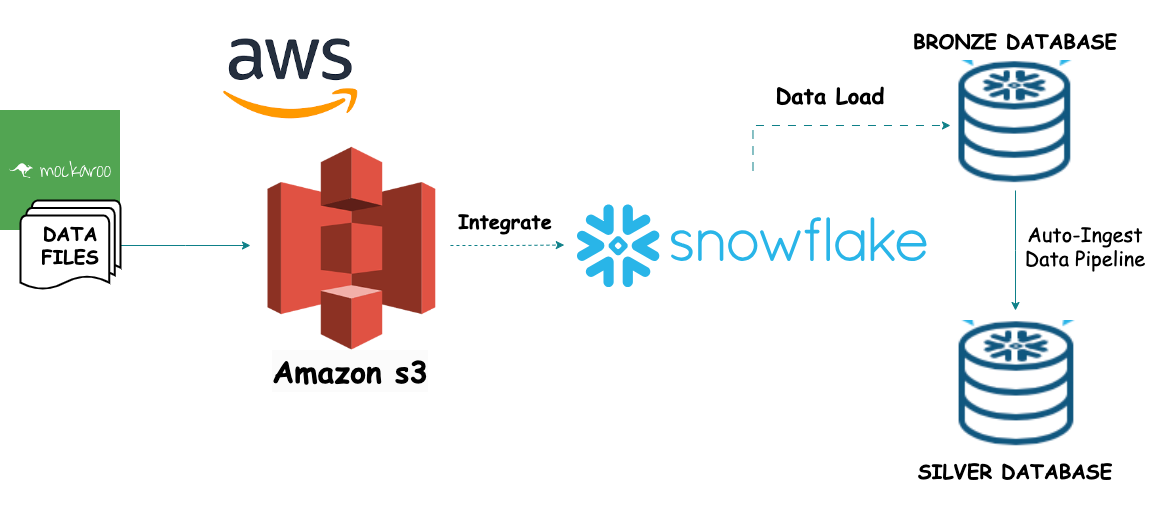 aws
mockaroo
DATA
FILES
Amazon s3
Integrate
snowflake
Data Load
BRONZE DATABASE
Auto-Ingest
Data Pipeline
SILVER DATABASE